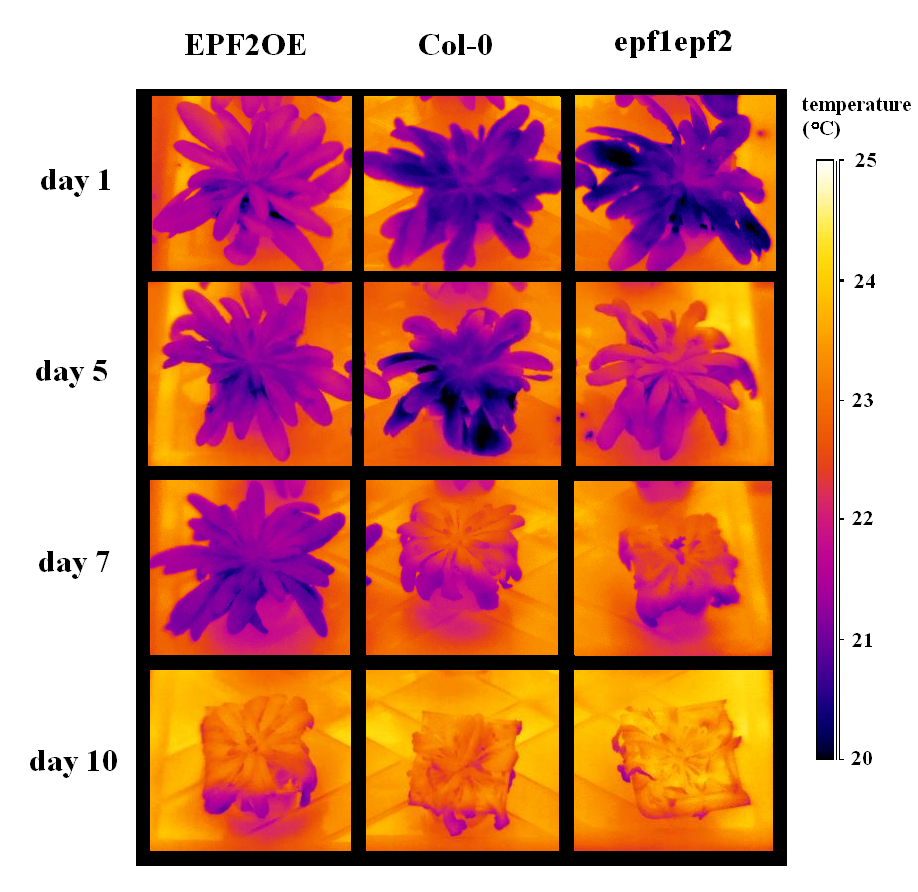 EPF2OE Col-0 epf1epf2
temperature
(°C)
day 1
25
24
day 5
23
22
day 7
21
day 10
20